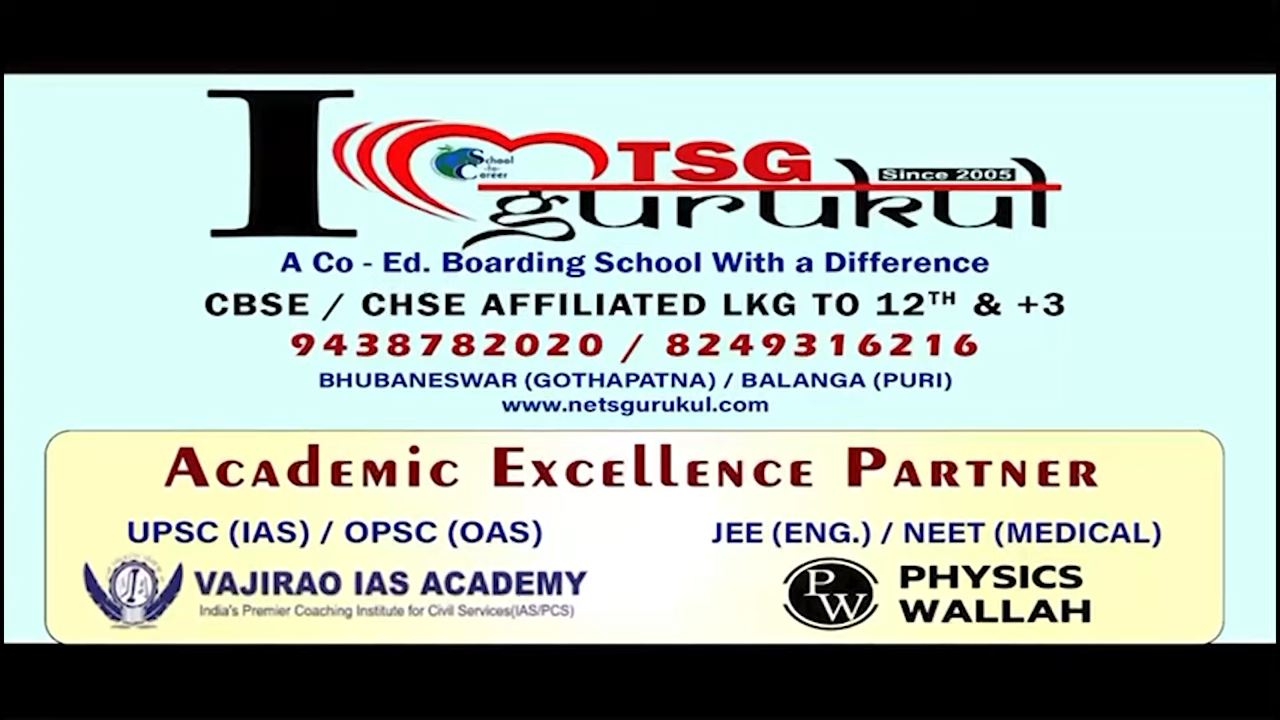 I TSG
School
-to-
Career
Since 2005
gurukul
A Co - Ed. Boarding School With a Difference
CBSE / CHSE AFFILIATED LKG TO 12TH & +3
9438782020 / 8249316216
BHUBANESWAR (GOTHAPATNA) / BALANGA (PURI)
www.netsgurukul.com
ACADEMIC EXCELLENCE PARTNER
UPSC (IAS) / OPSC (OAS)
VAJIRAO IAS ACADEMY
India's Premier Coaching Institute for Civil Services(IAS/PCS)
JEE (ENG.) / NEET (MEDICAL)
PW
PHYSICS
WALLAH